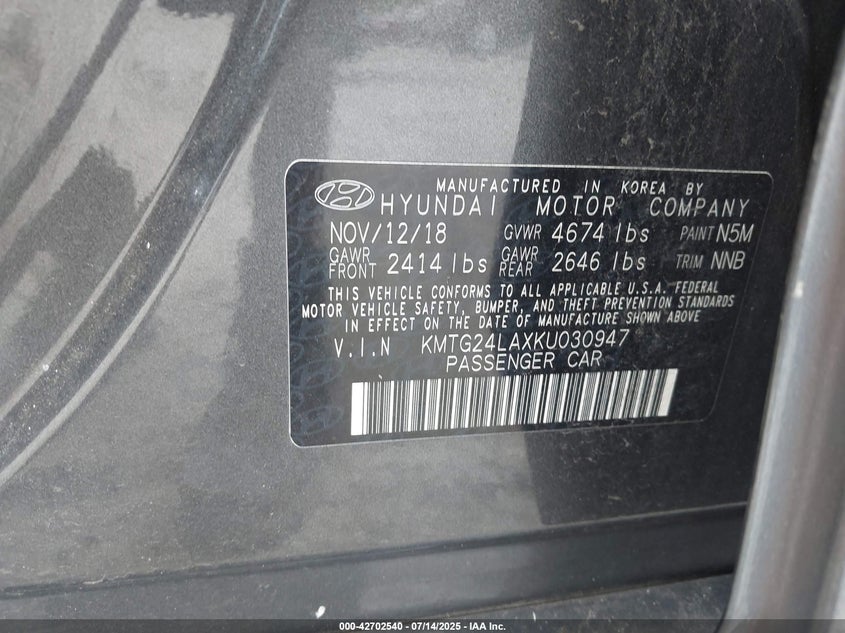 MANUFACTURED IN KOREA BY
HYUNDAI MOTOR COMPANY
NOV/12/18 GVWR 4674 lbs PAINT N5M
GAWR FRONT 2414 lbs GAWR REAR 2646 lbs TRIM NNB
THIS VEHICLE CONFORMS TO ALL APPLICABLE U.S.A. FEDERAL
MOTOR VEHICLE SAFETY, BUMPER, AND THEFT PREVENTION STANDARDS
IN EFFECT ON THE DATE OF MANUFACTURE SHOWN ABOVE
V.I.N KMTG24LAXKU030947
PASSENGER CAR
000-42702540 - 07/14/2025 - IAA Inc.